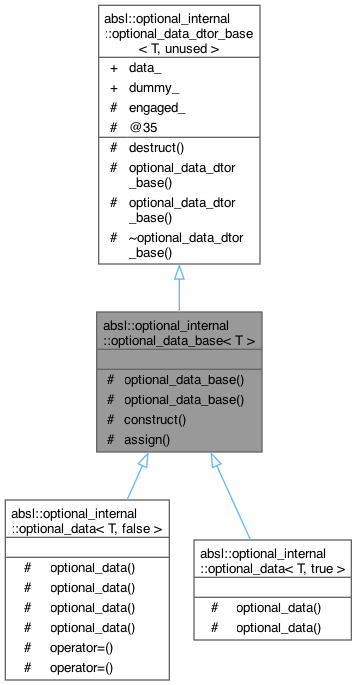 absl::optional_internal
::optional_data_dtor_base
< T, unused >
+ data_
+ dummy_
# engaged_
# @35
# destruct()
# optional_data_dtor
_base()
# optional_data_dtor
_base()
# ~optional_data_dtor
_base()
absl::optional_internal
::optional_data_base< T >
# optional_data_base()
# optional_data_base()
# construct()
# assign()
absl::optional_internal
::optional_data< T, false >
# optional_data()
# optional_data()
# optional_data()
# optional_data()
# operator=()
# operator=()
absl::optional_internal
::optional_data< T, true >
# optional_data()
# optional_data()